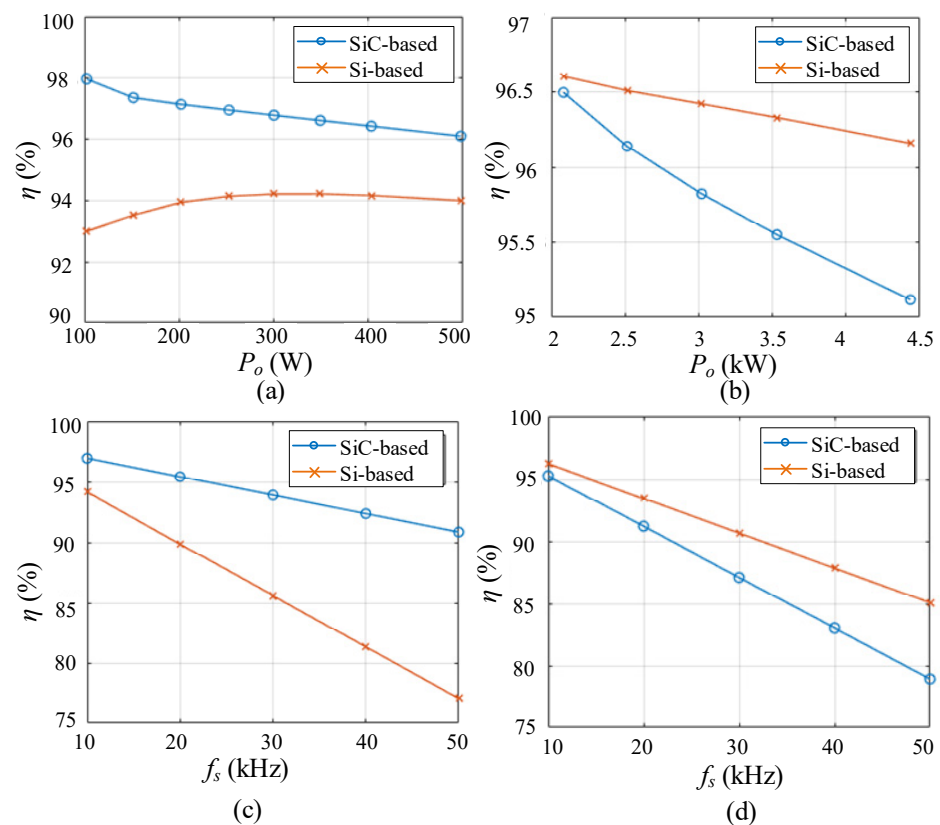 100
98
96
94
92
90
η (%)
SiC-based
Si-based
100
200
300
400
500
P_o (W)
(a)
97
96.5
96
95.5
95
η (%)
SiC-based
Si-based
2
2.5
3
3.5
4
4.5
P_o (kW)
(b)
100
95
90
85
80
75
η (%)
SiC-based
Si-based
10
20
30
40
50
f_s (kHz)
(c)
97
95
90
85
80
75
η (%)
SiC-based
Si-based
10
20
30
40
50
f_s (kHz)
(d)